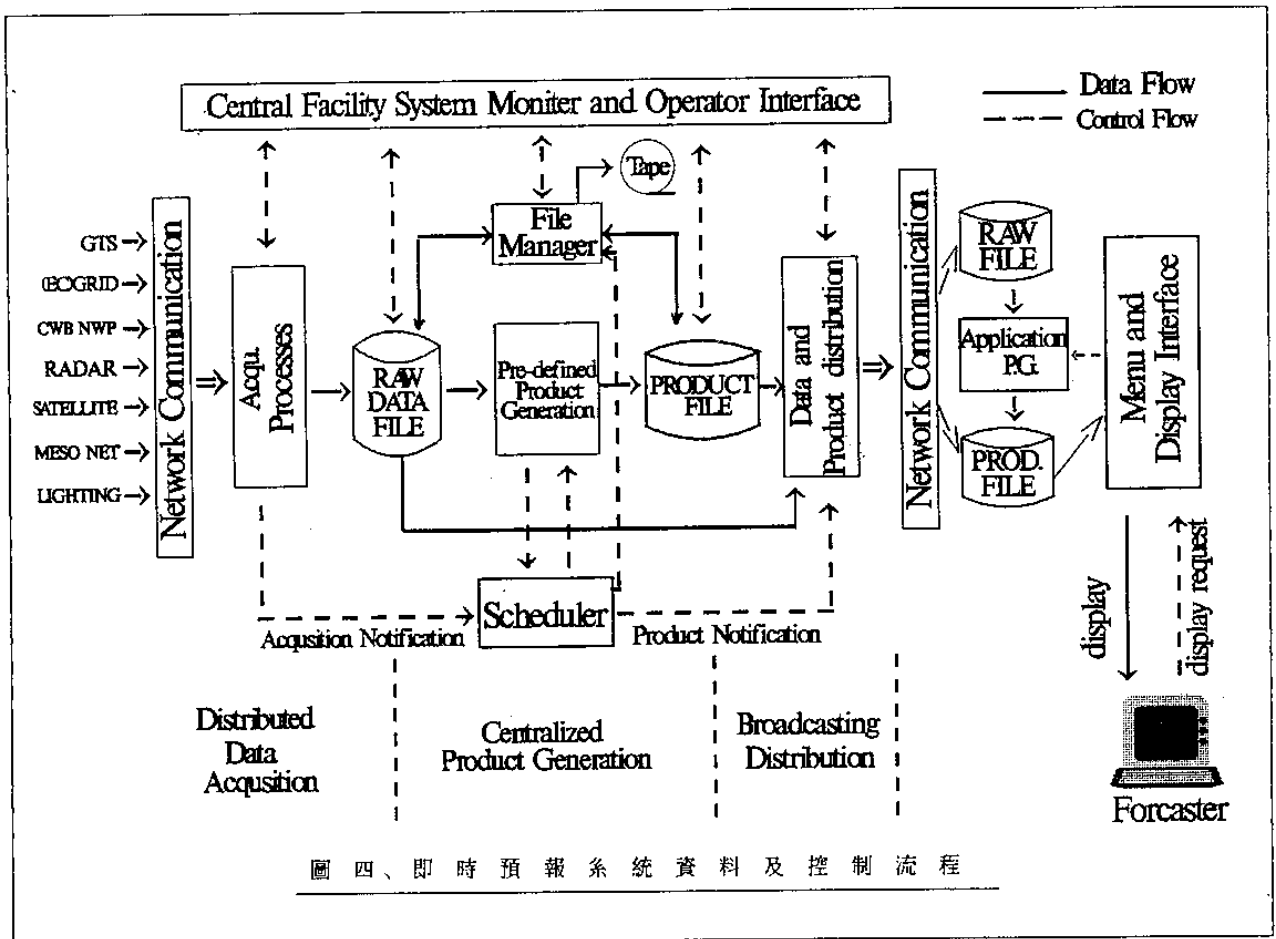 Central Facility System Moniter and Operator Interface
Data Flow
Control Flow
GTS
(EC)GRID
CWB NWP
RADAR
SATELLITE
MESO NET
LIGHTING
Network Communication
Acqu.
Processes
RAW
DATA
FILE
File
Manager
Tape
Pre-defined
Product
Generation
PRODUCT
FILE
Data and
Product distribution
Network Communication
RAW
FILE
Application
P.G.
PROD.
FILE
Menu and
Display Interface
Scheduler
Acqusition Notification
Product Notification
display
display request
Forcaster
Distributed
Data
Acqusition
Centralized
Product Generation
Broadcasting
Distribution
圖四、即時預報系統資料及控制流程